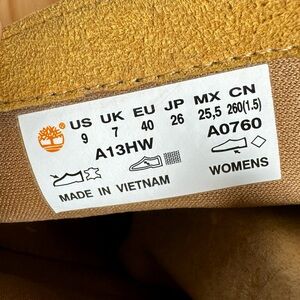 US UK EU JP MX CN
9 7 40 26 25,5 260(1.5)
A13HW A0760
WOMENS
MADE IN VIETNAM